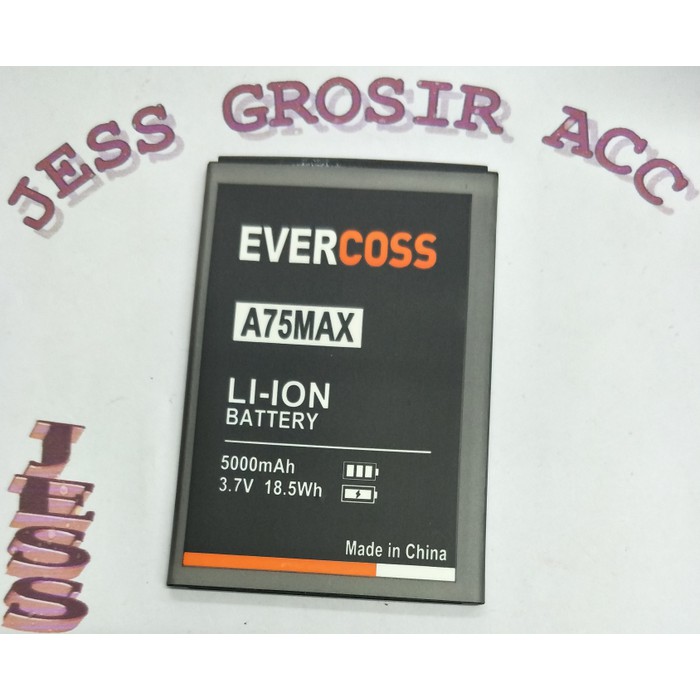 JESS GROSIR ACC
EVERCOSS
A75MAX
LI-ION
BATTERY
5000mAh
3.7V 18.5Wh
Made in China
JESS